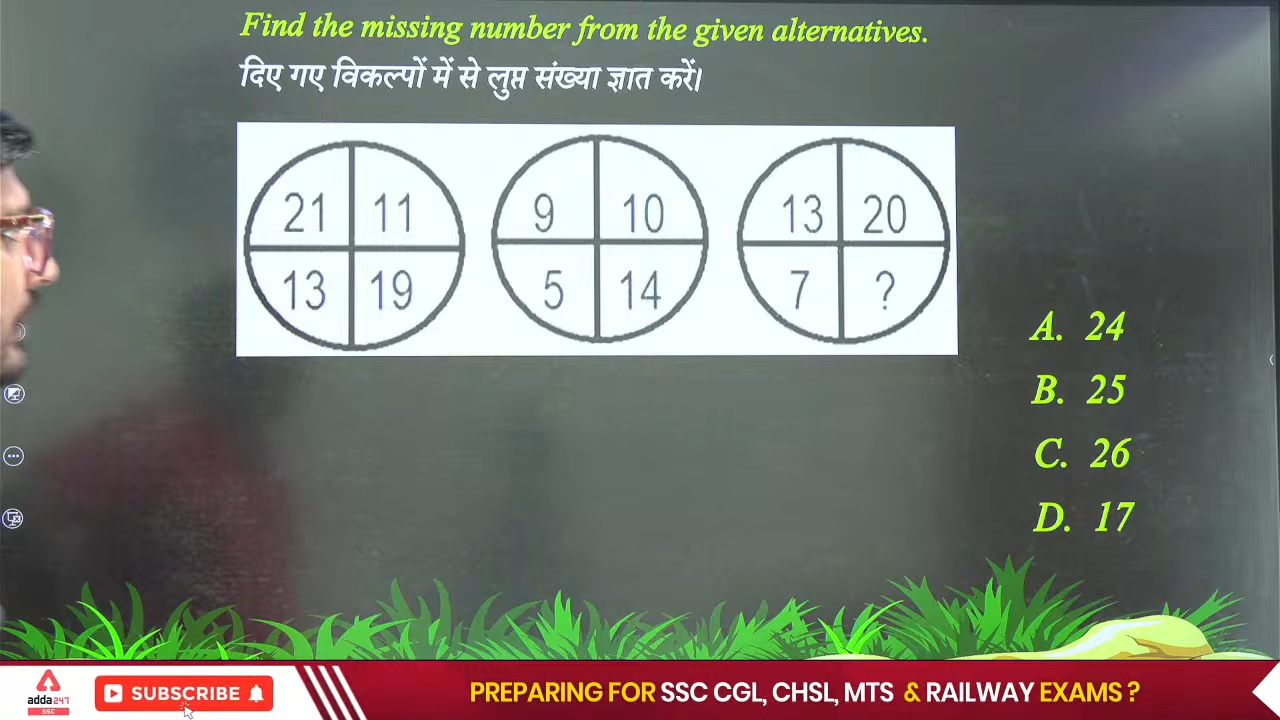 Find the missing number from the given alternatives.
दिए गए विकल्पों में से लुप्त संख्या ज्ञात करें।
21 11 9 10 13 20
13 19 5 14 7 ?
A. 24
B. 25
C. 26
D. 17
adda247
SSC
SUBSCRIBE
PREPARING FOR SSC CGL, CHSL, MTS & RAILWAY EXAMS ?